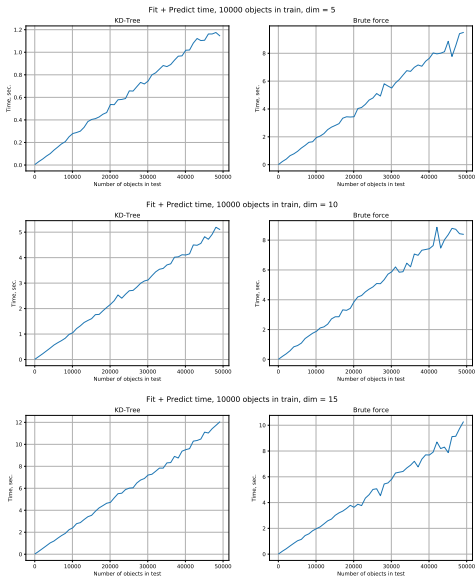 Fit + Predict time, 10000 objects in train, dim = 5
KD-Tree
Brute force
Time, sec.
1.2
1.0
0.8
0.6
0.4
0.2
0.0
0 10000 20000 30000 40000 50000
Number of objects in test
Time, sec.
8
6
4
2
0
0 10000 20000 30000 40000 50000
Number of objects in test
Fit + Predict time, 10000 objects in train, dim = 10
KD-Tree
Brute force
Time, sec.
5
4
3
2
1
0
0 10000 20000 30000 40000 50000
Number of objects in test
Time, sec.
8
6
4
2
0
0 10000 20000 30000 40000 50000
Number of objects in test
Fit + Predict time, 10000 objects in train, dim = 15
KD-Tree
Brute force
Time, sec.
12
10
8
6
4
2
0
0 10000 20000 30000 40000 50000
Number of objects in test
Time, sec.
10
8
6
4
2
0
0 10000 20000 30000 40000 50000
Number of objects in test